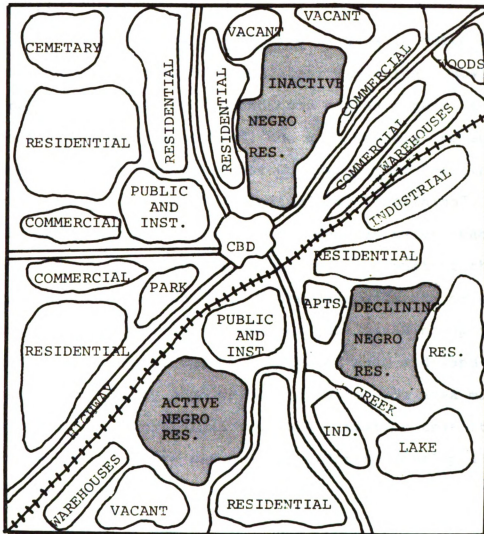 VACANT
VACANT
CEMETARY
RESIDENTIAL
RESIDENTIAL
INACTIVE
NEGRO
RES.
COMMERCIAL
WOODS
RESIDENTIAL
COMMERCIAL
WAREHOUSES
INDUSTRIAL
PUBLIC
AND
INST.
COMMERCIAL
CBD
RESIDENTIAL
COMMERCIAL
PARK
APTS.
DECLINING
NEGRO
RES.
RES.
PUBLIC
AND
INST
RESIDENTIAL
HIGHWAY
ACTIVE
NEGRO
RES.
CREEK
IND.
LAKE
WAREHOUSES
VACANT
RESIDENTIAL